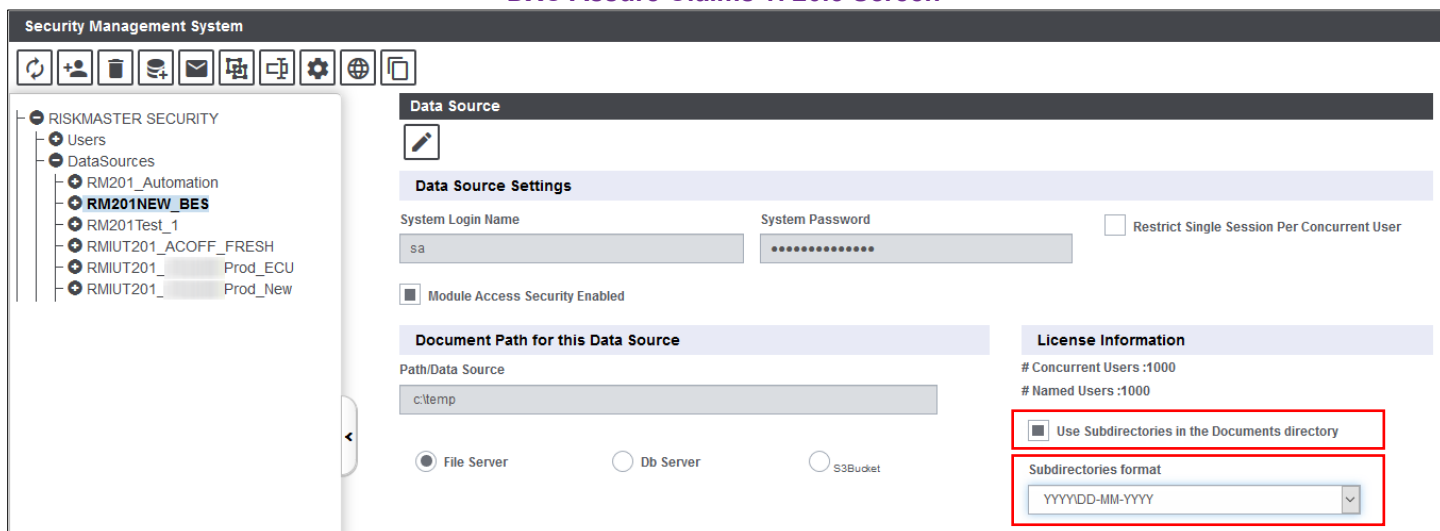 Security Management System
RISKMASTER SECURITY
Users
DataSources
RM201_Automation
RM201NEW_BES
RM201Test_1
RMIUT201_ACOFF_FRESH
RMIUT201_ Prod_ECU
RMIUT201_ Prod_New
Data Source
Data Source Settings
System Login Name
System Password
Restrict Single Session Per Concurrent User
sa
••••••••••••••
Module Access Security Enabled
Document Path for this Data Source
License Information
Path/Data Source
# Concurrent Users :1000
# Named Users :1000
c:\temp
Use Subdirectories in the Documents directory
File Server
Db Server
S3Bucket
Subdirectories format
YYYY\DD-MM-YYYY